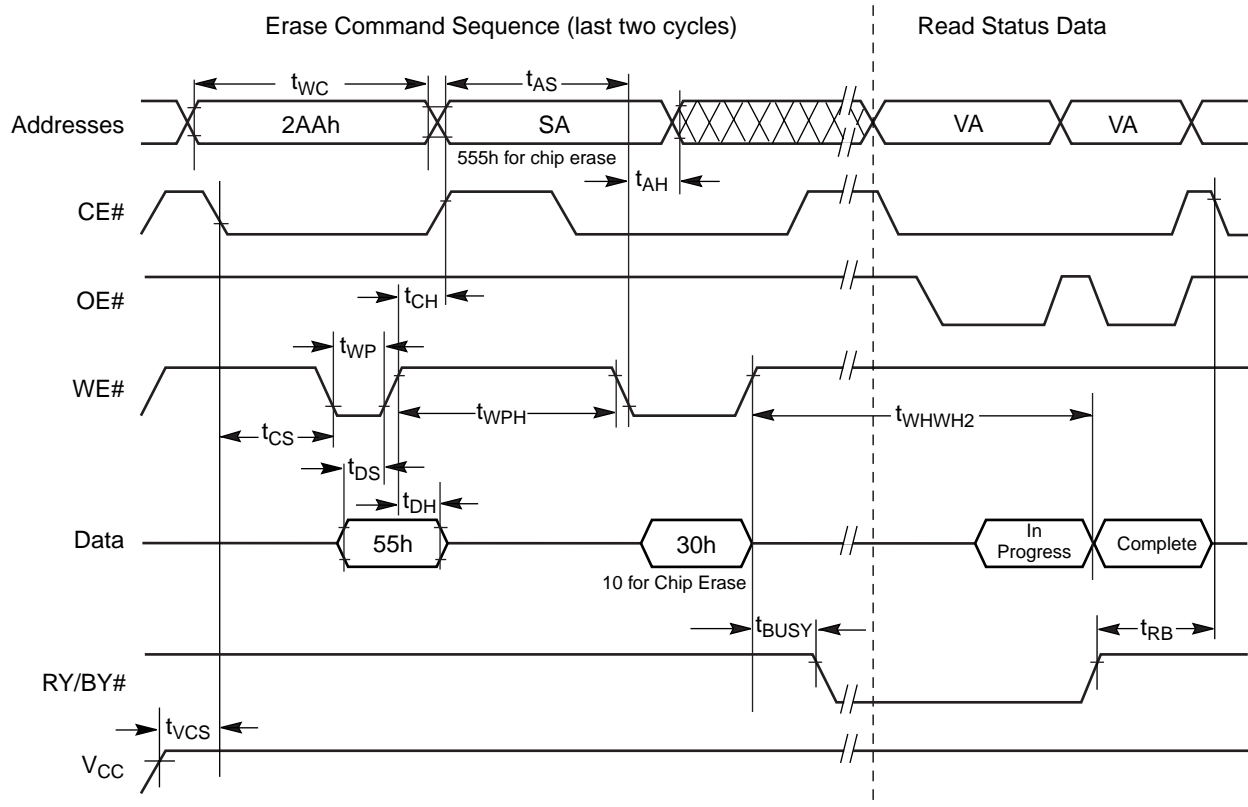 Erase Command Sequence (last two cycles)
Read Status Data
tWC
tAS
Addresses
2AAh
SA
VA
VA
555h for chip erase
tAH
CE#
OE#
tCH
tWP
WE#
tWPH
tWHWH2
tCS
tDS
tDH
Data
55h
30h
In
Progress
Complete
10 for Chip Erase
tBUSY
tRB
RY/BY#
tVCS
VCC